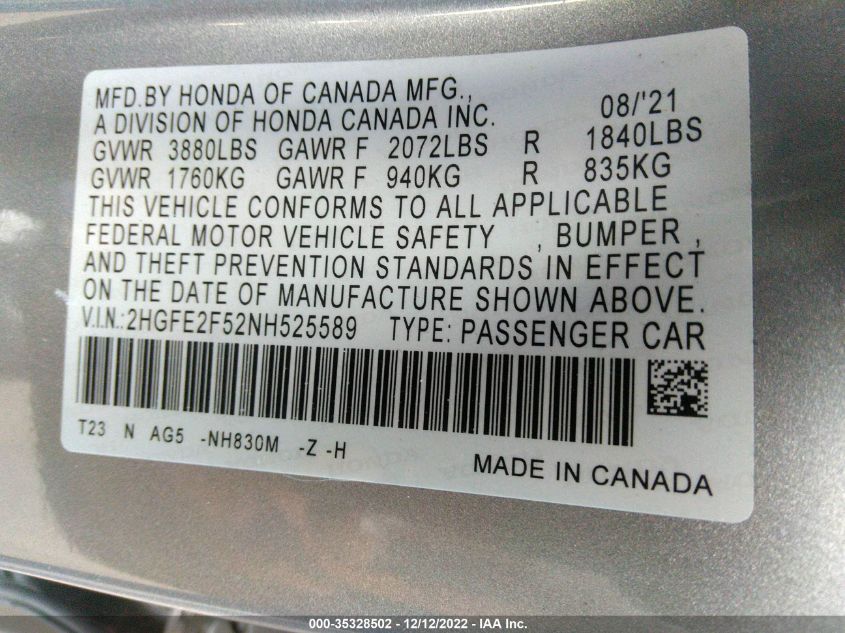 MFD.BY HONDA OF CANADA MFG.,
A DIVISION OF HONDA CANADA INC. 08/'21
GVWR 3880LBS GAWR F 2072LBS R 1840LBS
GVWR 1760KG GAWR F 940KG R 835KG
THIS VEHICLE CONFORMS TO ALL APPLICABLE
FEDERAL MOTOR VEHICLE SAFETY , BUMPER ,
AND THEFT PREVENTION STANDARDS IN EFFECT
ON THE DATE OF MANUFACTURE SHOWN ABOVE.
V.I.N.:2HGFE2F52NH525589 TYPE: PASSENGER CAR
T23 N AG5 -NH830M -Z -H
MADE IN CANADA
000-35328502 - 12/12/2022 - IAA Inc.